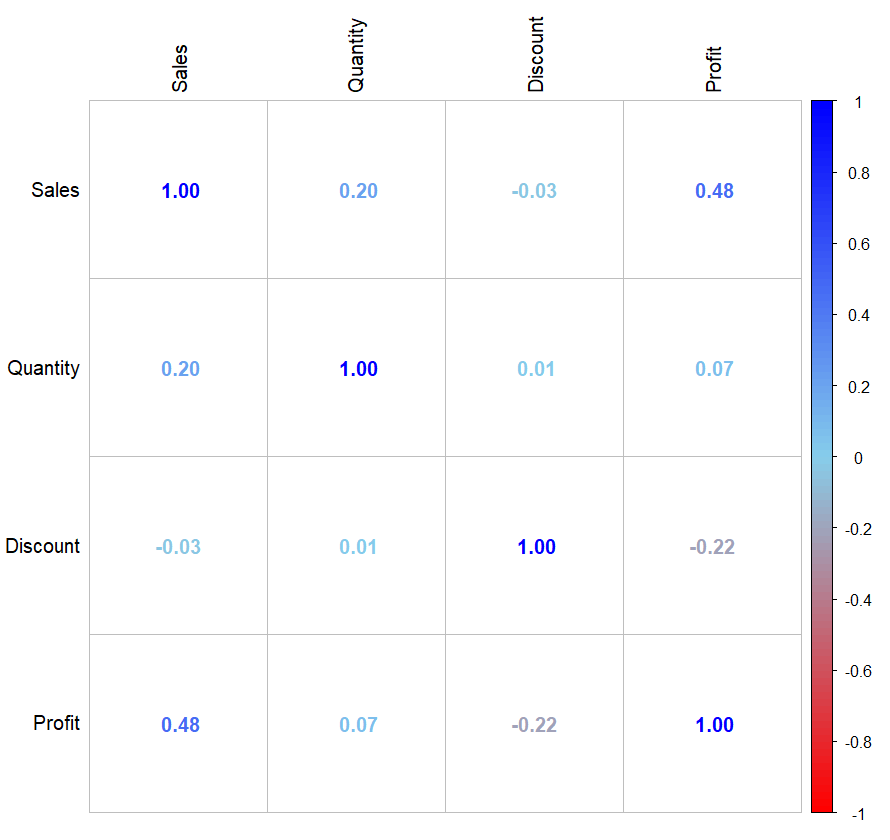 Sales Quantity Discount Profit
Sales 1.00 0.20 -0.03 0.48
Quantity 0.20 1.00 0.01 0.07
Discount -0.03 0.01 1.00 -0.22
Profit 0.48 0.07 -0.22 1.00
1
0.8
0.6
0.4
0.2
0
-0.2
-0.4
-0.6
-0.8
-1